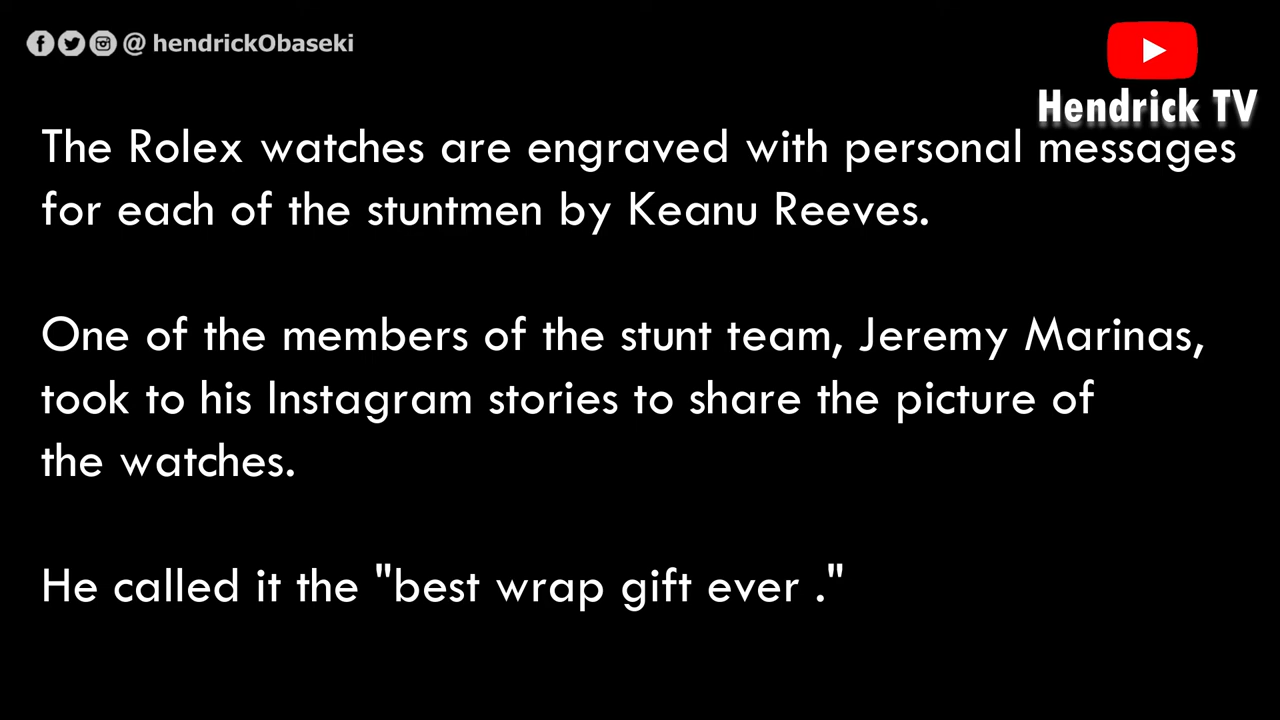 @ hendrickObaseki
Hendrick TV
The Rolex watches are engraved with personal messages
for each of the stuntmen by Keanu Reeves.
One of the members of the stunt team, Jeremy Marinas,
took to his Instagram stories to share the picture of
the watches.
He called it the "best wrap gift ever ."